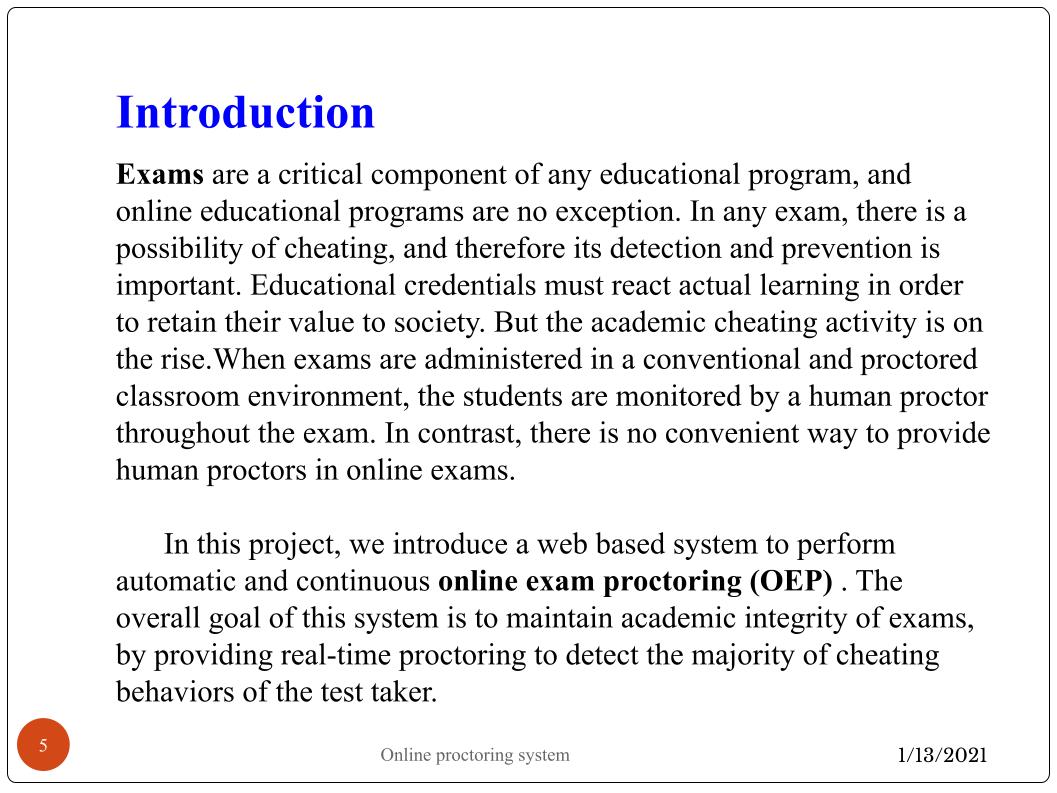 Introduction
Exams are a critical component of any educational program, and
online educational programs are no exception. In any exam, there is a
possibility of cheating, and therefore its detection and prevention is
important. Educational credentials must react actual learning in order
to retain their value to society. But the academic cheating activity is on
the rise.When exams are administered in a conventional and proctored
classroom environment, the students are monitored by a human proctor
throughout the exam. In contrast, there is no convenient way to provide
human proctors in online exams.
In this project, we introduce a web based system to perform
automatic and continuous online exam proctoring (OEP) . The
overall goal of this system is to maintain academic integrity of exams,
by providing real-time proctoring to detect the majority of cheating
behaviors of the test taker.
5
Online proctoring system
1/13/2021